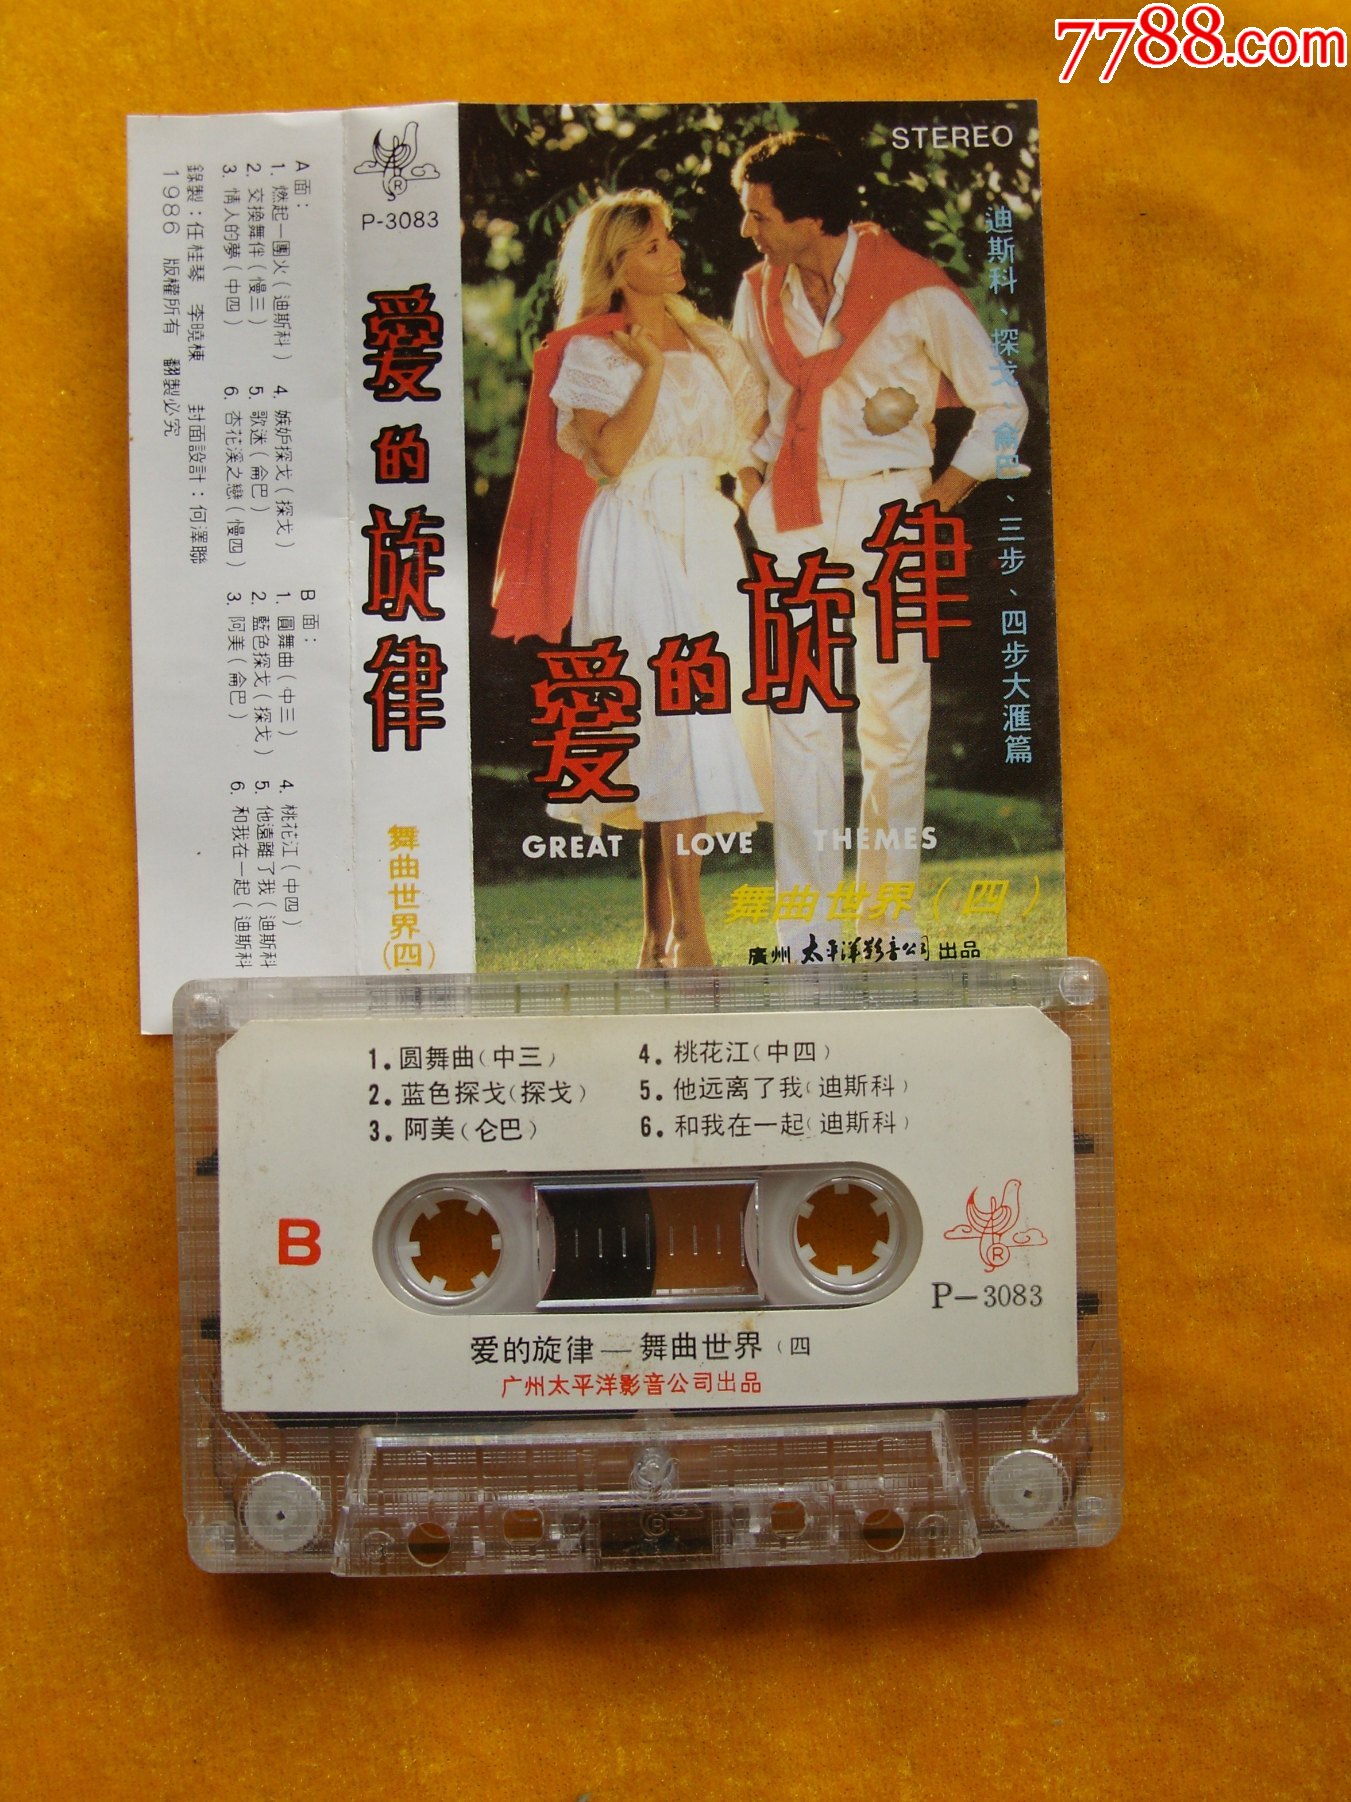 7788.com
STEREO
迪斯科、探戈、侖巴、三步、四步大滙篇
愛的旋律
GREAT LOVE THEMES
舞曲世界(四)
廣州太平洋影音公司出品
R
P-3083
愛的旋律
舞曲世界(四)
A面:
1. 燃起一團火(迪斯科)
2. 交換舞伴(慢三)
3. 情人的夢(中四)
4. 嫉妒探戈(探戈)
5. 歌迷(侖巴)
6. 杏花溪之戀(慢四)
B面:
1. 圓舞曲(中三)
2. 藍色探戈(探戈)
3. 阿美(侖巴)
4. 桃花江(中四)
5. 他遠離了我(迪斯科
6. 和我在一起(迪斯科
錄製:任桂琴 李曉棟 封面設計:何澤聯
1986 版權所有 翻製必究
1.圆舞曲(中三)
2.蓝色探戈(探戈)
3.阿美(仑巴)
4.桃花江(中四)
5.他远离了我(迪斯科)
6.和我在一起(迪斯科)
B
R
P-3083
爱的旋律—舞曲世界(四
广州太平洋影音公司出品